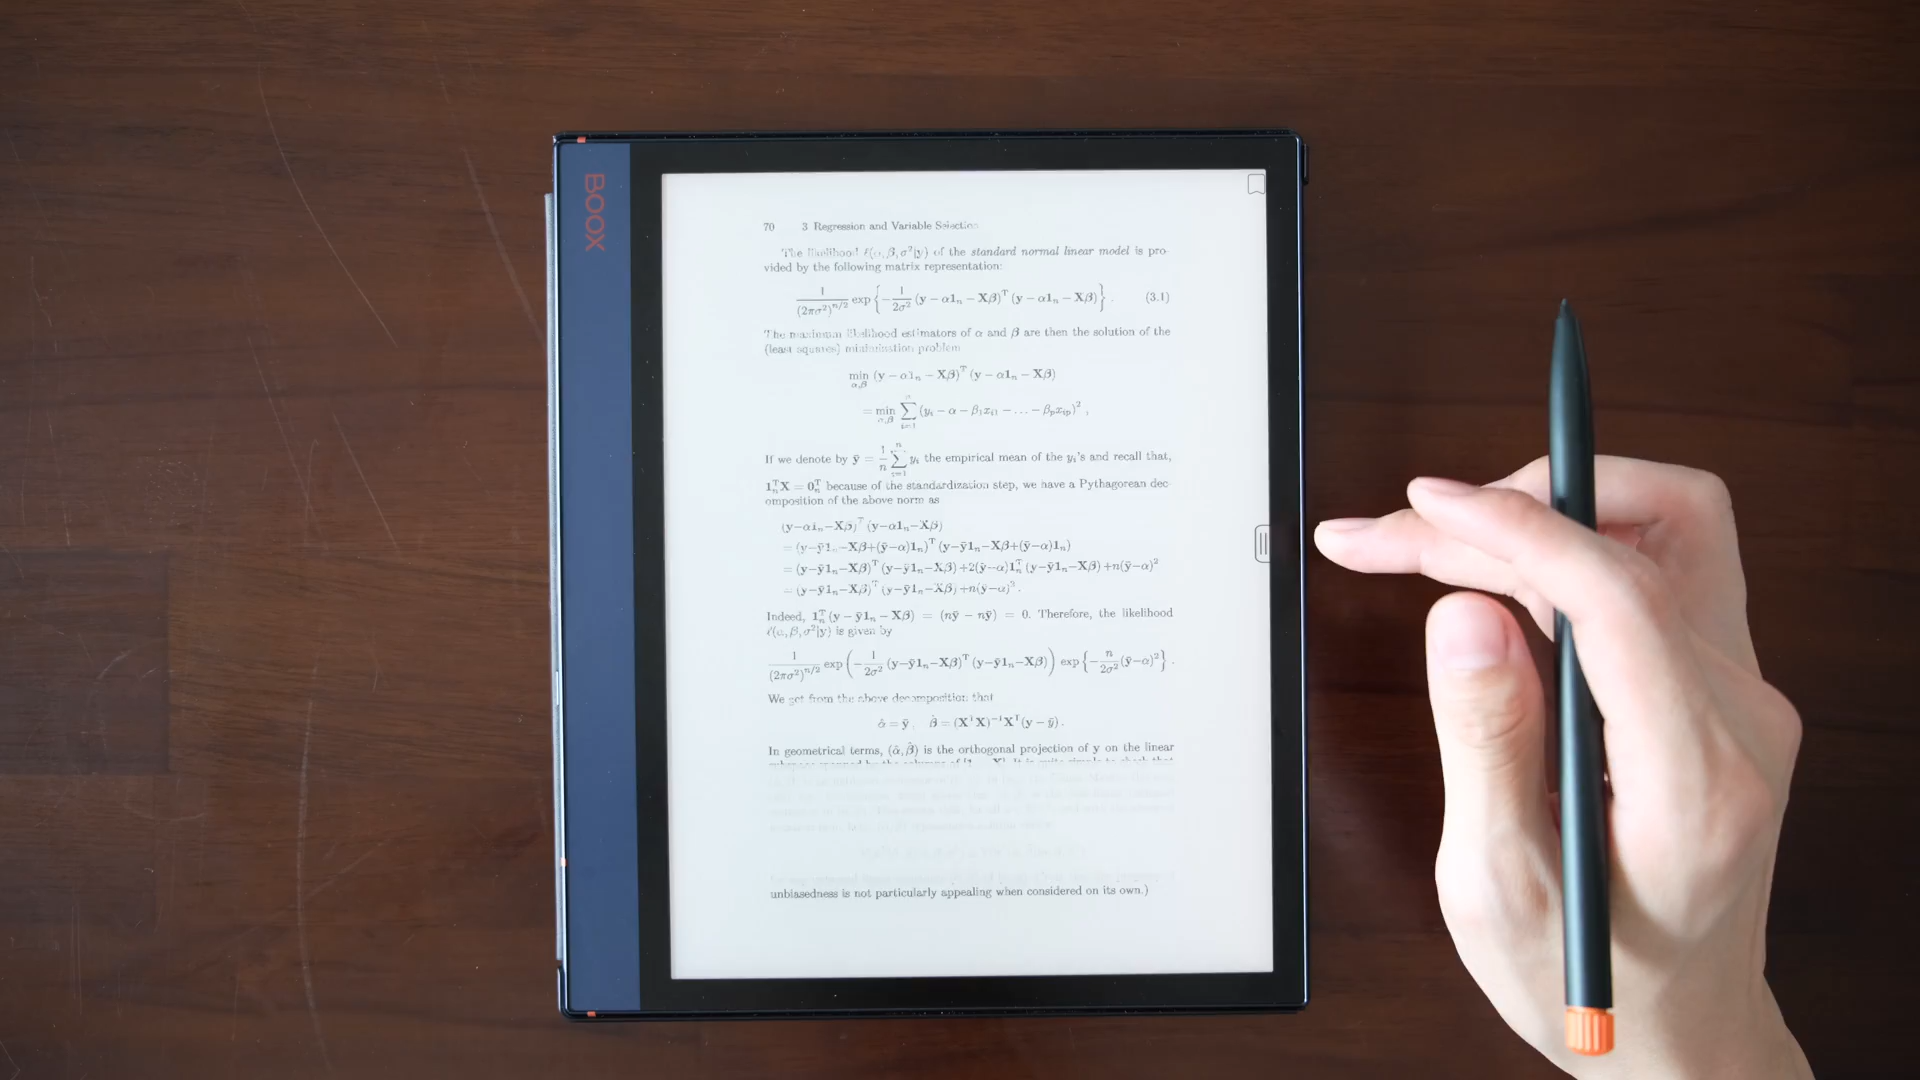 BOOX
70 3 Regression and Variable Selection
The likelihood ℓ(α, β, σ²|y) of the standard normal linear model is pro-
vided by the following matrix representation:
1/(2πσ²)^{n/2} exp{−1/2σ² (y − α1ₙ − Xβ)ᵀ (y − α1ₙ − Xβ)} . (3.1)
The maximum likelihood estimators of α and β are then the solution of the
(least squares) minimisation problem
min_{α,β} (y − α1ₙ − Xβ)ᵀ (y − α1ₙ − Xβ)
= min_{α,β} ∑_{i=1}^{n} (yᵢ − α − β₁xᵢ₁ − … − βₚxᵢₚ)² ,
If we denote by ȳ = 1/n ∑_{i=1}^{n} yᵢ the empirical mean of the yᵢ's and recall that,
1ₙᵀX = 0ₙᵀ because of the standardization step, we have a Pythagorean dec-
omposition of the above norm as
(y−α1ₙ−Xβ)ᵀ (y−α1ₙ−Xβ)
= (y−ȳ1ₙ−Xβ+(ȳ−α)1ₙ)ᵀ (y−ȳ1ₙ−Xβ+(ȳ−α)1ₙ)
= (y−ȳ1ₙ−Xβ)ᵀ (y−ȳ1ₙ−Xβ) +2(ȳ−α)1ₙᵀ (y−ȳ1ₙ−Xβ) +n(ȳ−α)²
= (y−ȳ1ₙ−Xβ)ᵀ (y−ȳ1ₙ−Xβ) +n(ȳ−α)² .
Indeed, 1ₙᵀ (y − ȳ1ₙ − Xβ) = (nȳ − nȳ) = 0. Therefore, the likelihood
ℓ(α, β, σ²|y) is given by
1/(2πσ²)^{n/2} exp(−1/2σ² (y−ȳ1ₙ−Xβ)ᵀ (y−ȳ1ₙ−Xβ)) exp{−n/2σ² (ȳ−α)²} .
We get from the above decomposition that
α̂ = ȳ , β̂ = (XᵀX)⁻¹Xᵀ(y − ȳ) .
In geometrical terms, (α̂, β̂) is the orthogonal projection of y on the linear
unbiasedness is not particularly appealing when considered on its own.)